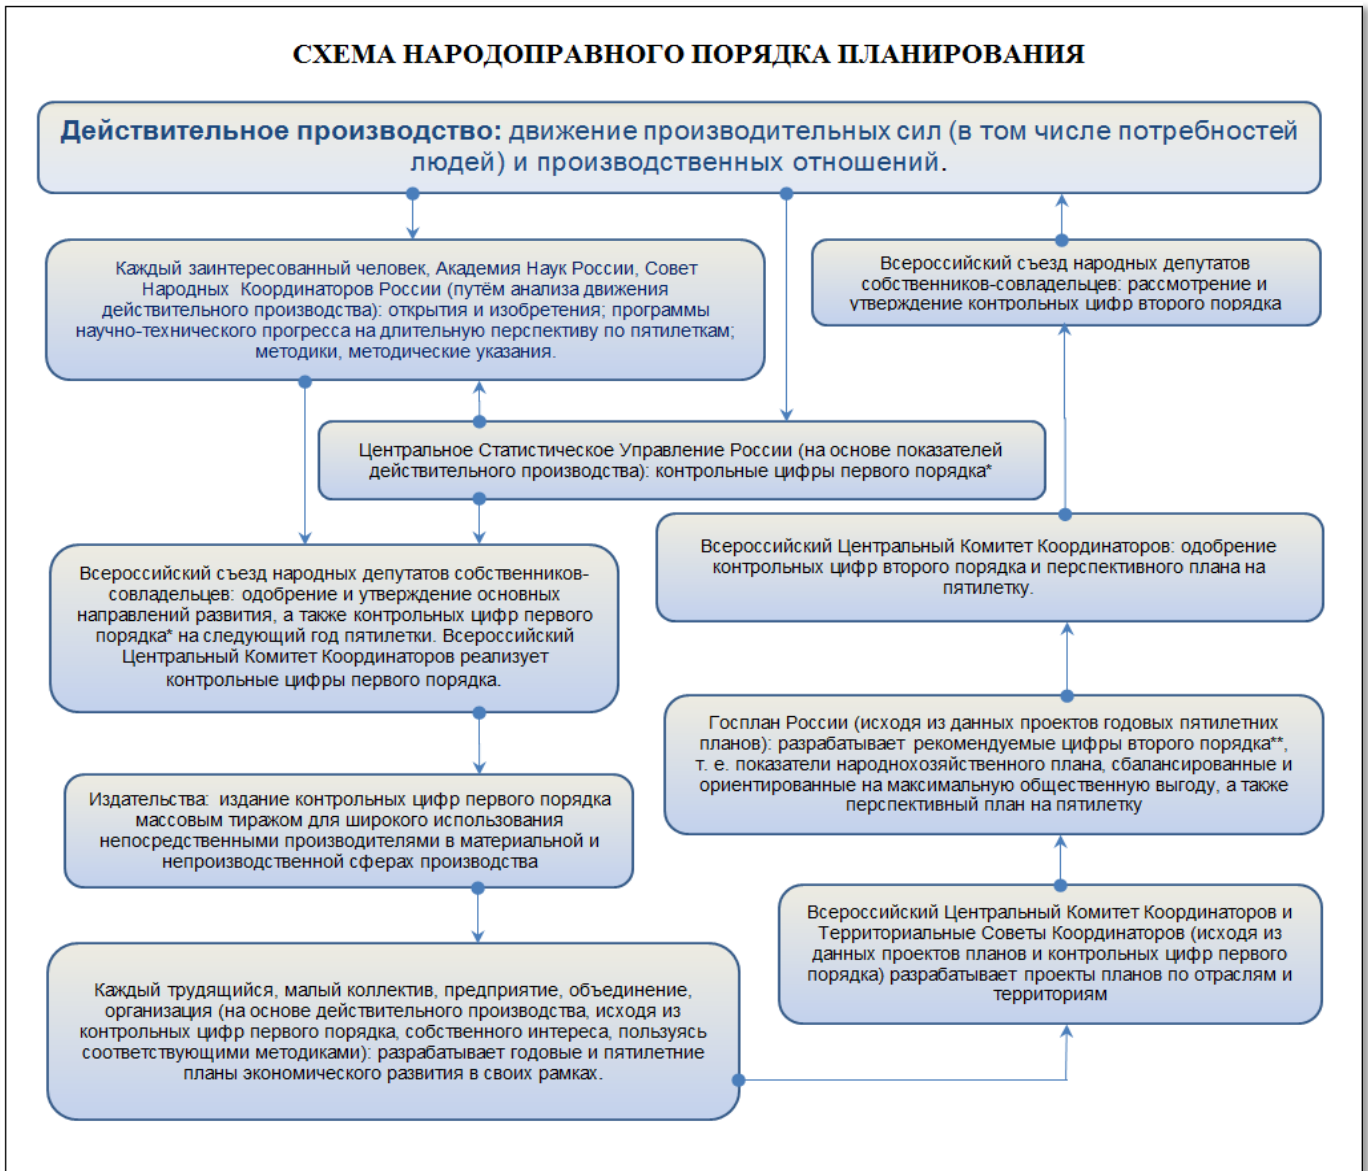 СХЕМА НАРОДОПРАВНОГО ПОРЯДКА ПЛАНИРОВАНИЯ
Действительное производство: движение производительных сил (в том числе потребностей
людей) и производственных отношений.
Каждый заинтересованный человек, Академия Наук России, Совет
Народных Координаторов России (путём анализа движения
действительного производства): открытия и изобретения; программы
научно-технического прогресса на длительную перспективу по пятилеткам;
методики, методические указания.
Всероссийский съезд народных депутатов
собственников-совладельцев: рассмотрение и
утверждение контрольных цифр второго порядка
Центральное Статистическое Управление России (на основе показателей
действительного производства): контрольные цифры первого порядка*
Всероссийский съезд народных депутатов собственников-
совладельцев: одобрение и утверждение основных
направлений развития, а также контрольных цифр первого
порядка* на следующий год пятилетки. Всероссийский
Центральный Комитет Координаторов реализует
контрольные цифры первого порядка.
Всероссийский Центральный Комитет Координаторов: одобрение
контрольных цифр второго порядка и перспективного плана на
пятилетку.
Госплан России (исходя из данных проектов годовых пятилетних
планов): разрабатывает рекомендуемые цифры второго порядка**,
т. е. показатели народнохозяйственного плана, сбалансированные и
ориентированные на максимальную общественную выгоду, а также
перспективный план на пятилетку
Издательства: издание контрольных цифр первого порядка
массовым тиражом для широкого использования
непосредственными производителями в материальной и
непроизводственной сферах производства
Всероссийский Центральный Комитет Координаторов и
Территориальные Советы Координаторов (исходя из
данных проектов планов и контрольных цифр первого
порядка) разрабатывает проекты планов по отраслям и
территориям
Каждый трудящийся, малый коллектив, предприятие, объединение,
организация (на основе действительного производства, исходя из
контрольных цифр первого порядка, собственного интереса, пользуясь
соответствующими методиками): разрабатывает годовые и пятилетние
планы экономического развития в своих рамках.